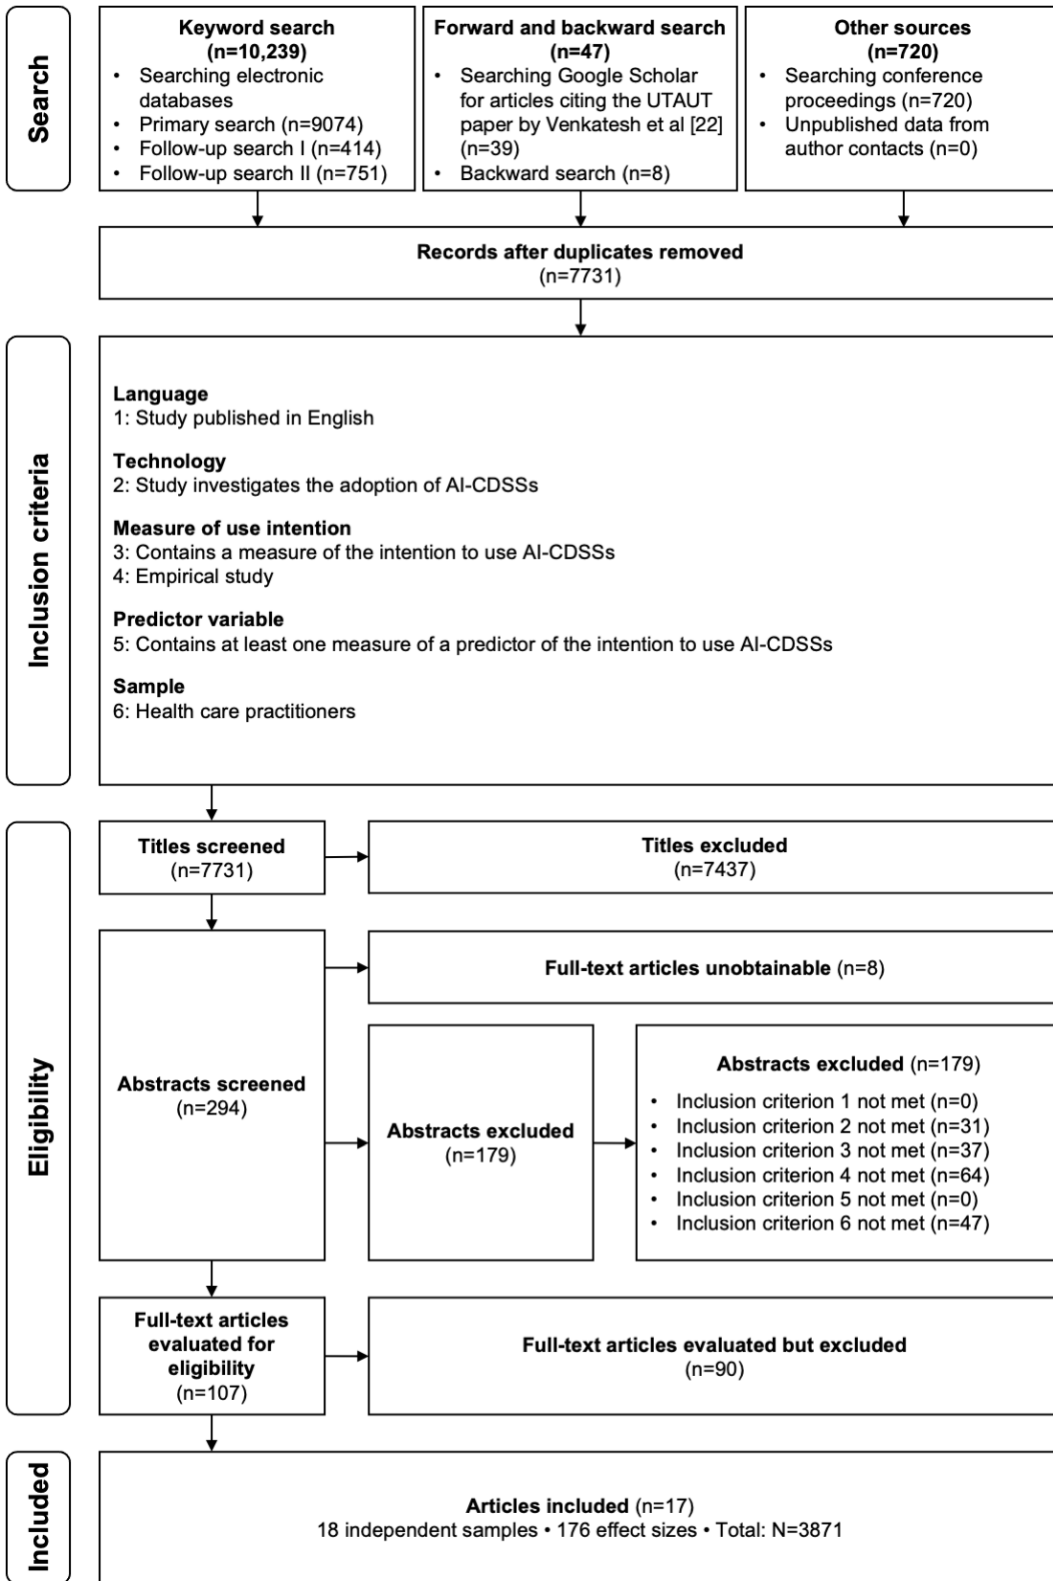 Search
Keyword search
(n=10,239)
• Searching electronic
databases
• Primary search (n=9074)
• Follow-up search I (n=414)
• Follow-up search II (n=751)
Forward and backward search
(n=47)
• Searching Google Scholar
for articles citing the UTAUT
paper by Venkatesh et al [22]
(n=39)
• Backward search (n=8)
Other sources
(n=720)
• Searching conference
proceedings (n=720)
• Unpublished data from
author contacts (n=0)
Records after duplicates removed
(n=7731)
Inclusion criteria
Language
1: Study published in English
Technology
2: Study investigates the adoption of AI-CDSSs
Measure of use intention
3: Contains a measure of the intention to use AI-CDSSs
4: Empirical study
Predictor variable
5: Contains at least one measure of a predictor of the intention to use AI-CDSSs
Sample
6: Health care practitioners
Eligibility
Titles screened
(n=7731)
Titles excluded
(n=7437)
Abstracts screened
(n=294)
Full-text articles unobtainable (n=8)
Abstracts excluded
(n=179)
Abstracts excluded (n=179)
• Inclusion criterion 1 not met (n=0)
• Inclusion criterion 2 not met (n=31)
• Inclusion criterion 3 not met (n=37)
• Inclusion criterion 4 not met (n=64)
• Inclusion criterion 5 not met (n=0)
• Inclusion criterion 6 not met (n=47)
Full-text articles
evaluated for
eligibility
(n=107)
Full-text articles evaluated but excluded
(n=90)
Included
Articles included (n=17)
18 independent samples • 176 effect sizes • Total: N=3871